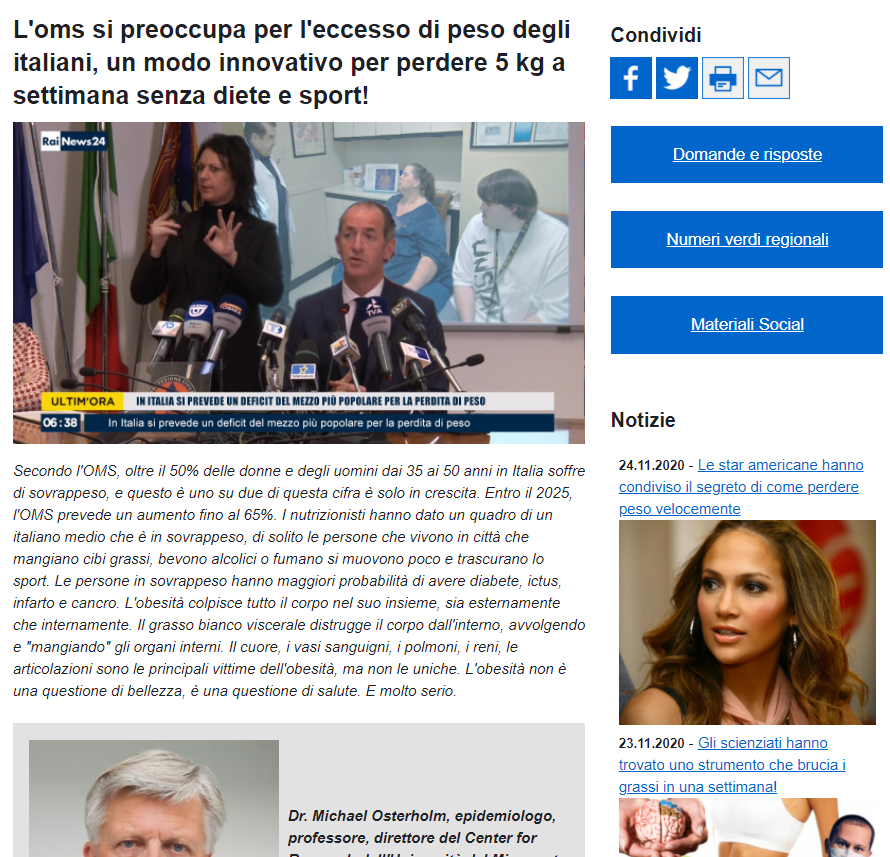 L'oms si preoccupa per l'eccesso di peso degli
italiani, un modo innovativo per perdere 5 kg a
settimana senza diete e sport!
Rai News24
TVA
ULTIM'ORA
IN ITALIA SI PREVEDE UN DEFICIT DEL MEZZO PIÙ POPOLARE PER LA PERDITA DI PESO
06:38
In Italia si prevede un deficit del mezzo più popolare per la perdita di peso
Secondo l'OMS, oltre il 50% delle donne e degli uomini dai 35 ai 50 anni in Italia soffre
di sovrappeso, e questo è uno su due di questa cifra è solo in crescita. Entro il 2025,
l'OMS prevede un aumento fino al 65%. I nutrizionisti hanno dato un quadro di un
italiano medio che è in sovrappeso, di solito le persone che vivono in città che
mangiano cibi grassi, bevono alcolici o fumano si muovono poco e trascurano lo
sport. Le persone in sovrappeso hanno maggiori probabilità di avere diabete, ictus,
infarto e cancro. L'obesità colpisce tutto il corpo nel suo insieme, sia esternamente
che internamente. Il grasso bianco viscerale distrugge il corpo dall'interno, avvolgendo
e "mangiando" gli organi interni. Il cuore, i vasi sanguigni, i polmoni, i reni, le
articolazioni sono le principali vittime dell'obesità, ma non le uniche. L'obesità non è
una questione di bellezza, è una questione di salute. E molto serio.
Dr. Michael Osterholm, epidemiologo,
professore, direttore del Center for
Condividi
Domande e risposte
Numeri verdi regionali
Materiali Social
Notizie
24.11.2020 - Le star americane hanno
condiviso il segreto di come perdere
peso velocemente
23.11.2020 - Gli scienziati hanno
trovato uno strumento che brucia i
grassi in una settimana!